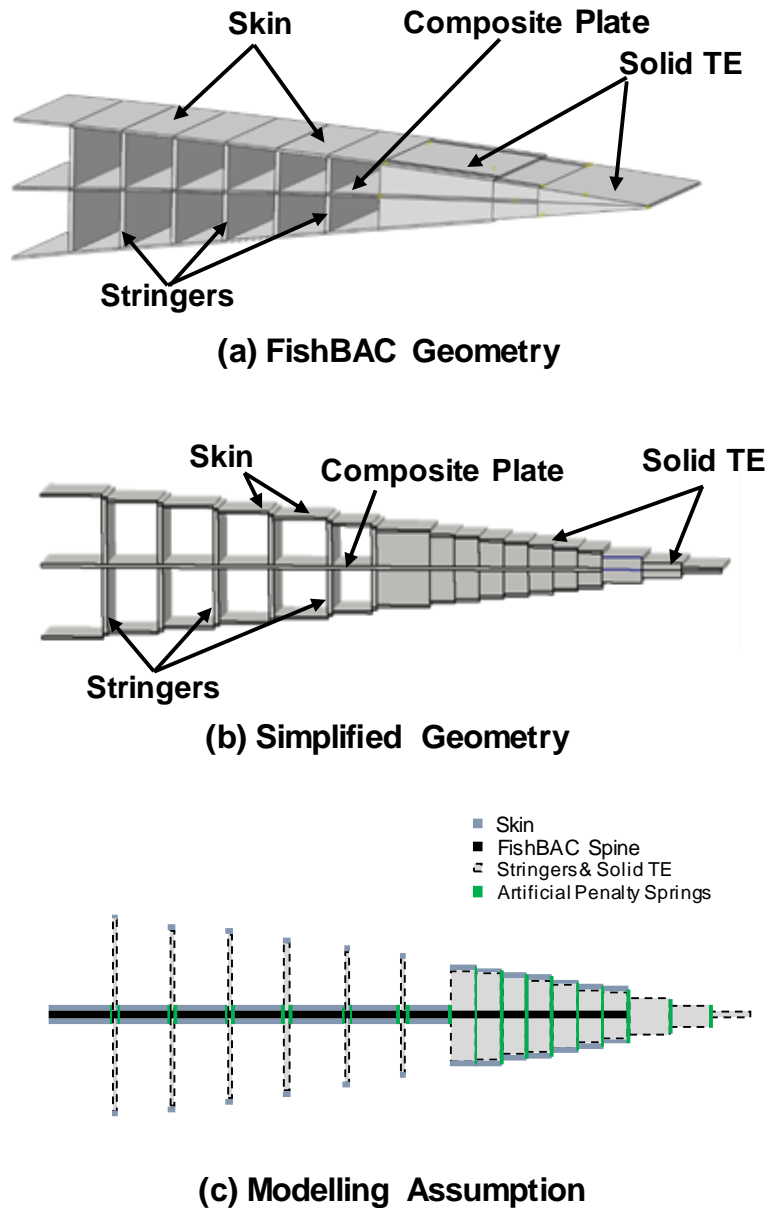 Skin
Composite Plate
Solid TE
Stringers
(a) FishBAC Geometry
Skin
Composite Plate
Solid TE
Stringers
(b) Simplified Geometry
Skin
FishBAC Spine
Stringers & Solid TE
Artificial Penalty Springs
(c) Modelling Assumption